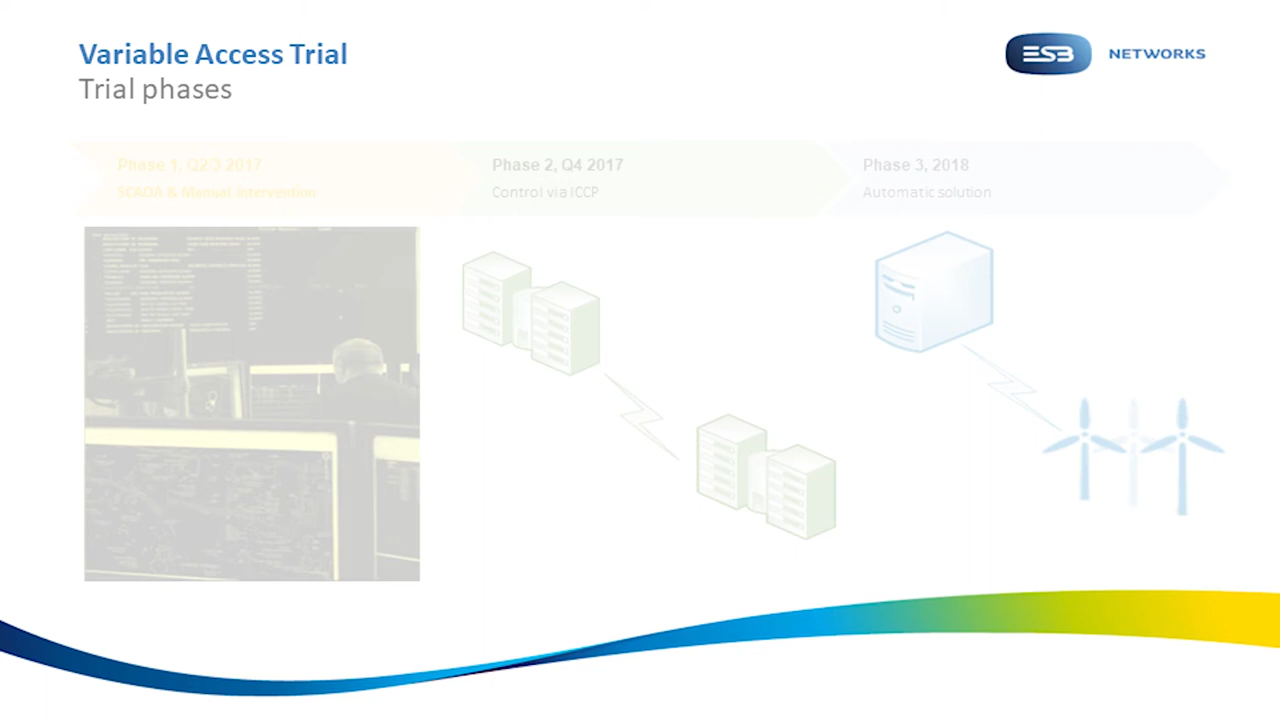 Variable Access Trial
Trial phases
ESB NETWORKS
Phase 1, Q2/3 2017
SCADA & Manual intervention
Phase 2, Q4 2017
Control via ICCP
Phase 3, 2018
Automatic solution